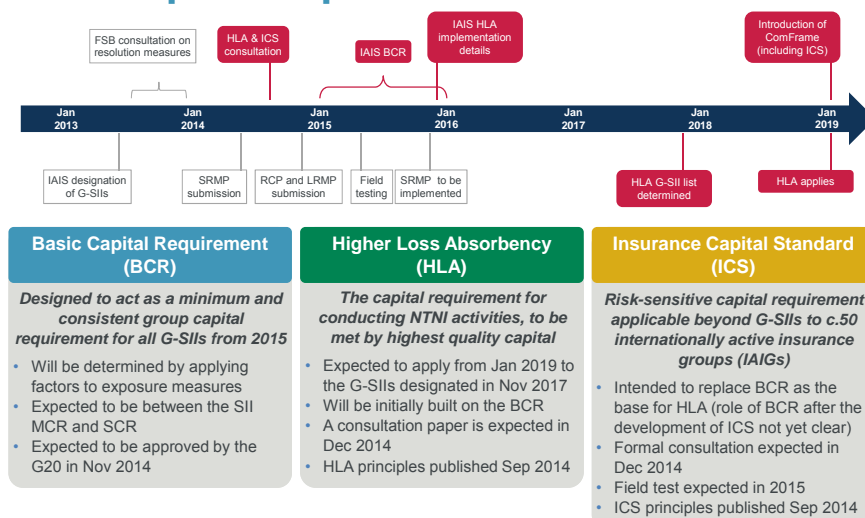 FSB consultation on
resolution measures
HLA & ICS
consultation
IAIS BCR
IAIS HLA
implementation
details
Introduction of
ComFrame
(including ICS)
Jan
2013
Jan
2014
Jan
2015
Jan
2016
Jan
2017
Jan
2018
Jan
2019
IAIS designation
of G-SIIs
SRMP
submission
RCP and LRMP
submission
Field
testing
SRMP to be
implemented
HLA G-SII list
determined
HLA applies
Basic Capital Requirement
(BCR)
Designed to act as a minimum and
consistent group capital
requirement for all G-SIIs from 2015
• Will be determined by applying
factors to exposure measures
• Expected to be between the SII
MCR and SCR
• Expected to be approved by the
G20 in Nov 2014
Higher Loss Absorbency
(HLA)
The capital requirement for
conducting NTNI activities, to be
met by highest quality capital
• Expected to apply from Jan 2019 to
the G-SIIs designated in Nov 2017
• Will be initially built on the BCR
• A consultation paper is expected in
Dec 2014
• HLA principles published Sep 2014
Insurance Capital Standard
(ICS)
Risk-sensitive capital requirement
applicable beyond G-SIIs to c.50
internationally active insurance
groups (IAIGs)
• Intended to replace BCR as the
base for HLA (role of BCR after the
development of ICS not yet clear)
• Formal consultation expected in
Dec 2014
• Field test expected in 2015
• ICS principles published Sep 2014